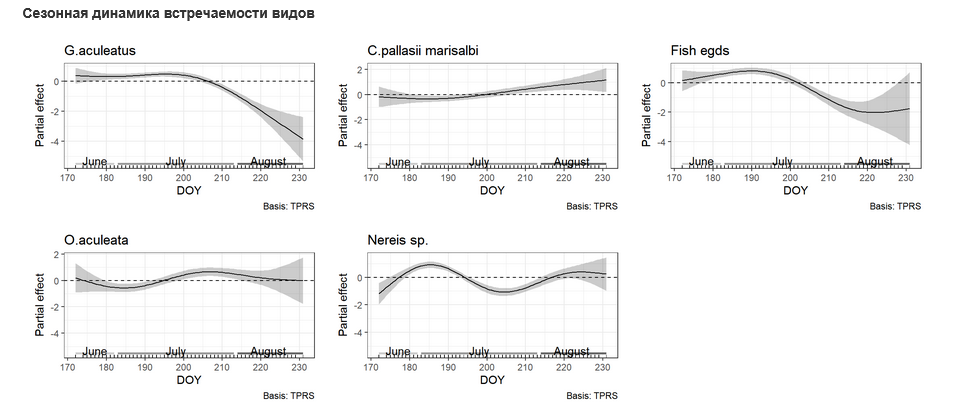 Сезонная динамика встречаемости видов
G.aculeatus
C.pallasii marisalbi
Fish egds
Partial effect
0
-2
-4
June
July
August
170 180 190 200 210 220 230
DOY
Basis: TPRS
Partial effect
2
0
-2
-4
June
July
August
170 180 190 200 210 220 230
DOY
Basis: TPRS
Partial effect
0
-2
-4
June
July
August
170 180 190 200 210 220 230
DOY
Basis: TPRS
O.aculeata
Nereis sp.
Partial effect
2
0
-2
-4
June
July
August
170 180 190 200 210 220 230
DOY
Basis: TPRS
Partial effect
0
-2
-4
June
July
August
170 180 190 200 210 220 230
DOY
Basis: TPRS